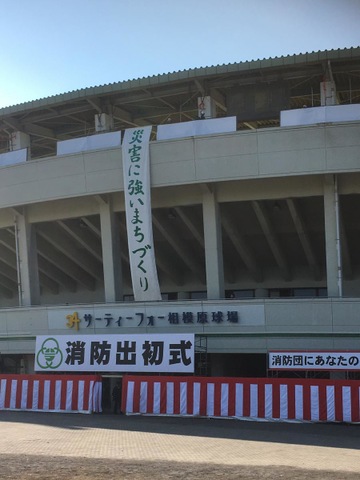 災害に強いまちづくり
サーティーフォー相模原球場
消防出初式
消防団にあなたの